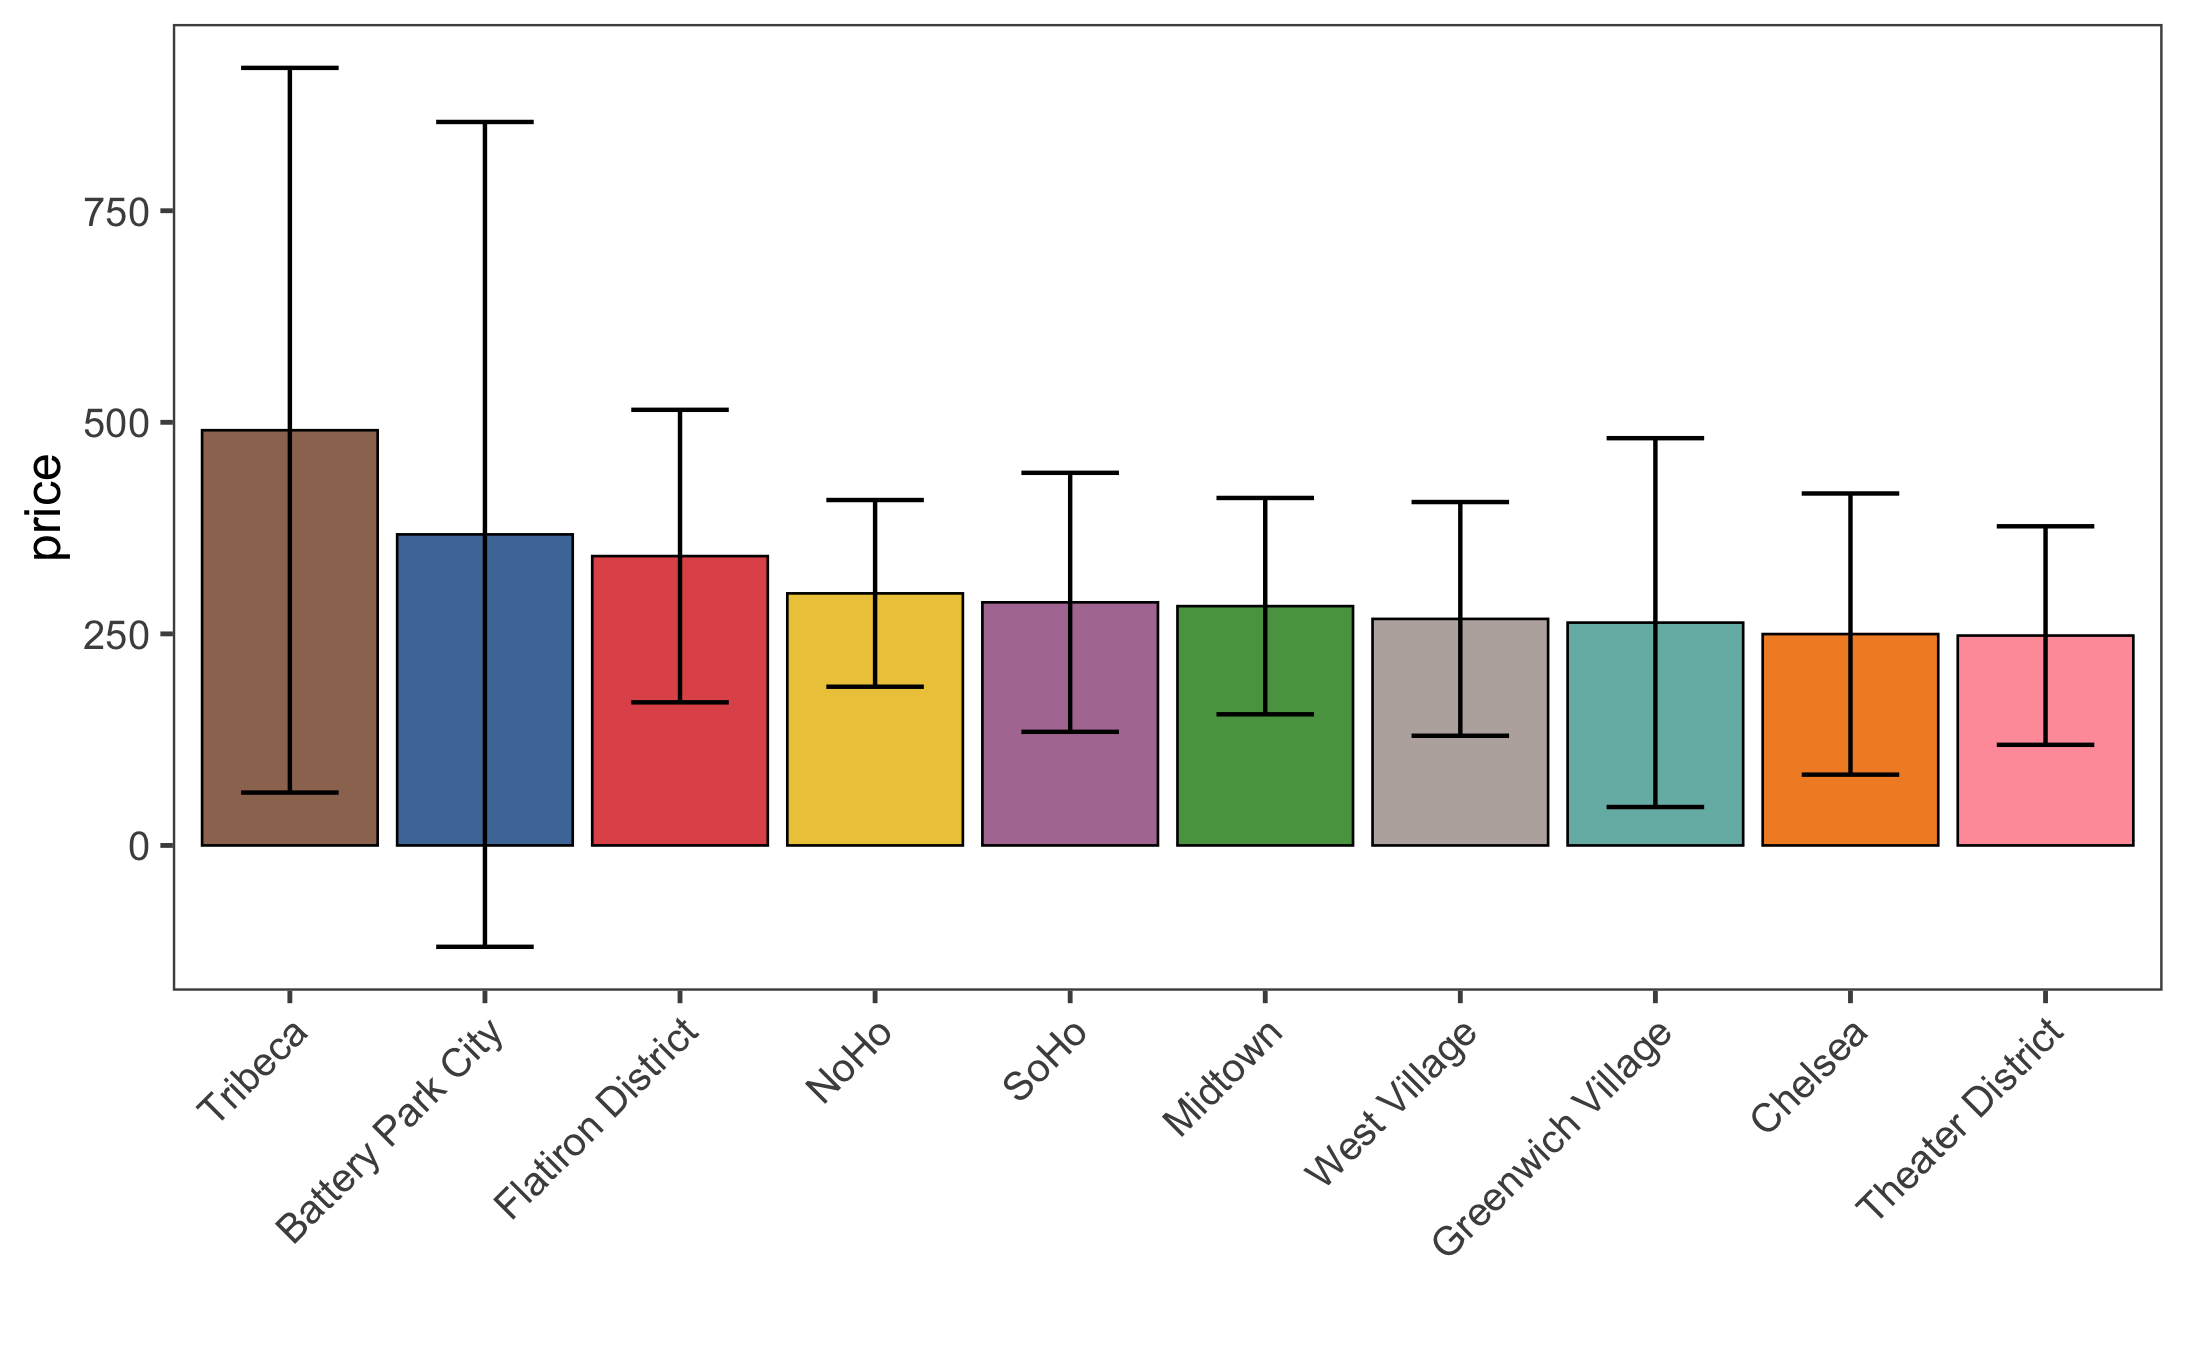 price
750
500
250
0
Tribeca
Battery Park City
Flatiron District
NoHo
SoHo
Midtown
West Village
Greenwich Village
Chelsea
Theater District